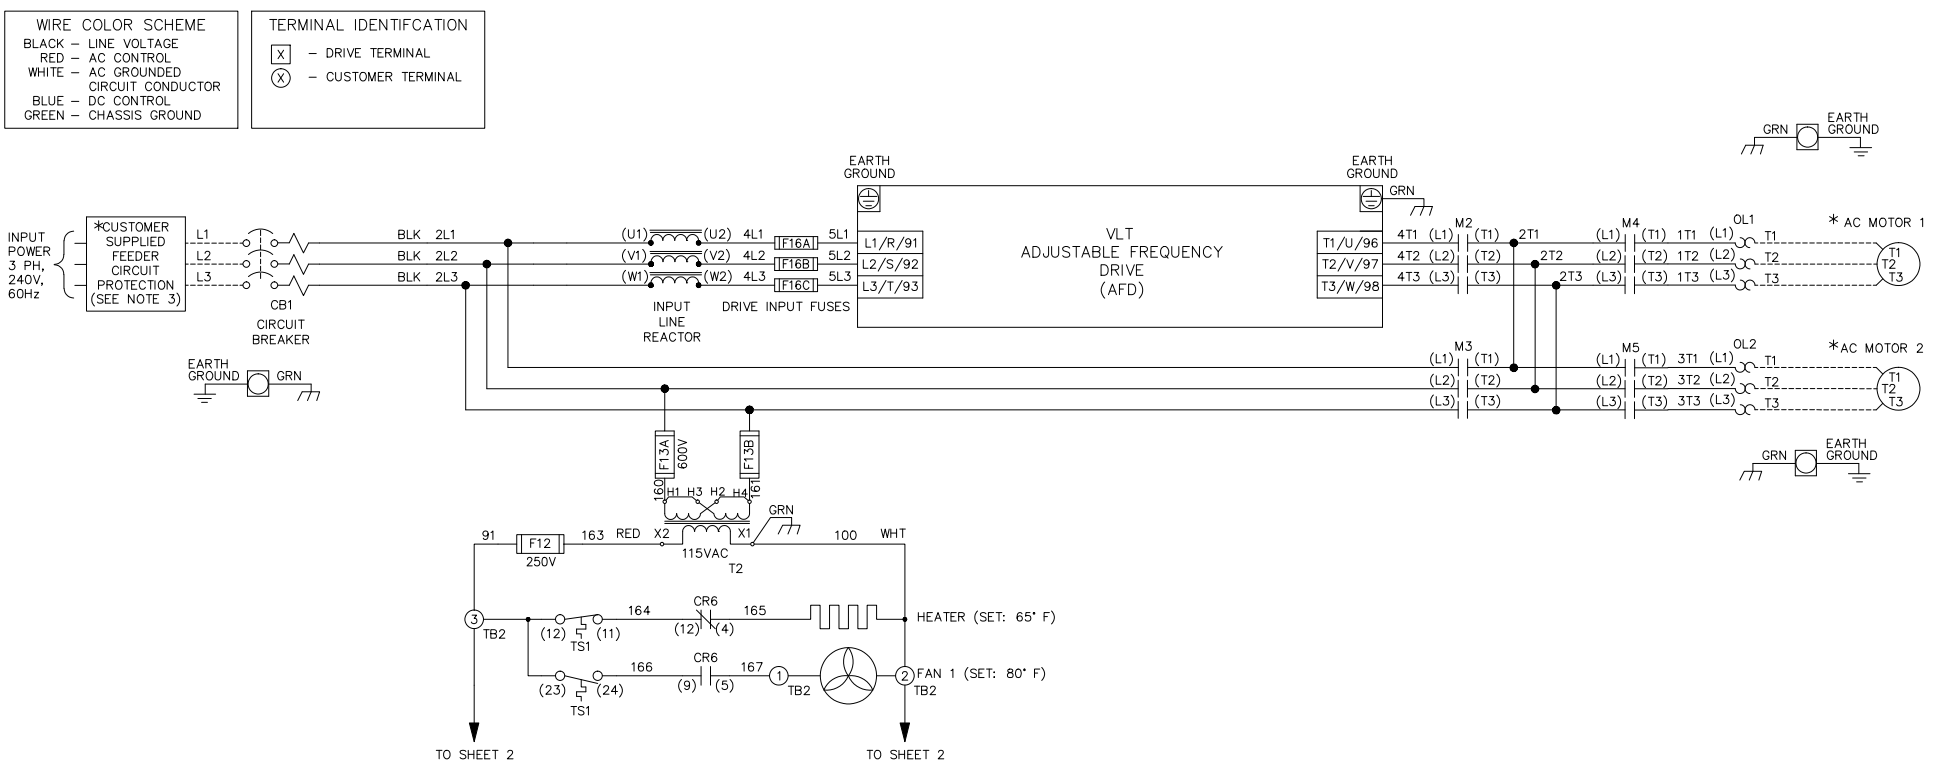 WIRE COLOR SCHEME
BLACK – LINE VOLTAGE
RED – AC CONTROL
WHITE – AC GROUNDED
CIRCUIT CONDUCTOR
BLUE – DC CONTROL
GREEN – CHASSIS GROUND
TERMINAL IDENTIFCATION
X – DRIVE TERMINAL
X – CUSTOMER TERMINAL
GRN
EARTH
GROUND
EARTH
GROUND
EARTH
GROUND
GRN
INPUT
POWER
3 PH,
240V,
60Hz
*CUSTOMER
SUPPLIED
FEEDER
CIRCUIT
PROTECTION
(SEE NOTE 3)
L1
L2
L3
CB1
CIRCUIT
BREAKER
BLK 2L1
BLK 2L2
BLK 2L3
(U1) (U2) 4L1 F16A 5L1
(V1) (V2) 4L2 F16B 5L2
(W1) (W2) 4L3 F16C 5L3
INPUT
LINE
REACTOR
DRIVE INPUT FUSES
L1/R/91
L2/S/92
L3/T/93
VLT
ADJUSTABLE FREQUENCY
DRIVE
(AFD)
T1/U/96
T2/V/97
T3/W/98
M2
4T1 (L1) (T1) 2T1
4T2 (L2) (T2) 2T2
4T3 (L3) (T3) 2T3
M4
(L1) (T1) 1T1 (L1)
(L2) (T2) 1T2 (L2)
(L3) (T3) 1T3 (L3)
OL1
T1
T2
T3
* AC MOTOR 1
T1
T2
T3
EARTH
GROUND
GRN
M3
(L1) (T1)
(L2) (T2)
(L3) (T3)
M5
(L1) (T1) 3T1 (L1)
(L2) (T2) 3T2 (L2)
(L3) (T3) 3T3 (L3)
OL2
T1
T2
T3
*AC MOTOR 2
T1
T2
T3
GRN
EARTH
GROUND
F13A
600V
F13B
160
H1 H3 H2 H4
161
GRN
91 F12 163 RED X2 X1 100 WHT
250V
115VAC
T2
3
TB2
(12) (11)
TS1
164
CR6
(12) (4)
165
HEATER (SET: 65° F)
(23) (24)
TS1
166
CR6
(9) (5)
167
1
TB2
2
TB2
FAN 1 (SET: 80° F)
TO SHEET 2
TO SHEET 2